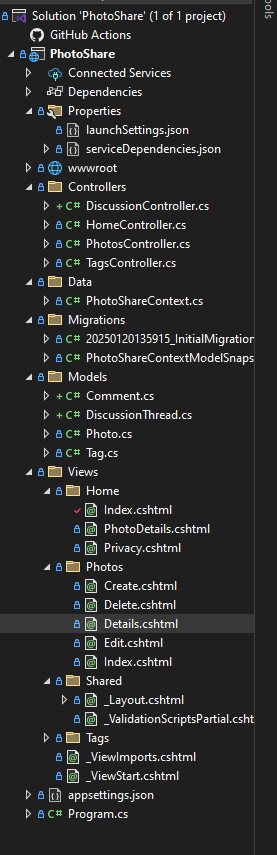 ools
Solution 'PhotoShare' (1 of 1 project)
GitHub Actions
PhotoShare
Connected Services
Dependencies
Properties
launchSettings.json
serviceDependencies.json
wwwroot
Controllers
C# DiscussionController.cs
C# HomeController.cs
C# PhotosController.cs
C# TagsController.cs
Data
C# PhotoShareContext.cs
Migrations
C# 20250120135915_InitialMigration
C# PhotoShareContextModelSnaps
Models
C# Comment.cs
C# DiscussionThread.cs
C# Photo.cs
C# Tag.cs
Views
Home
Index.cshtml
PhotoDetails.cshtml
Privacy.cshtml
Photos
Create.cshtml
Delete.cshtml
Details.cshtml
Edit.cshtml
Index.cshtml
Shared
_Layout.cshtml
_ValidationScriptsPartial.csht
Tags
_ViewImports.cshtml
_ViewStart.cshtml
appsettings.json
C# Program.cs